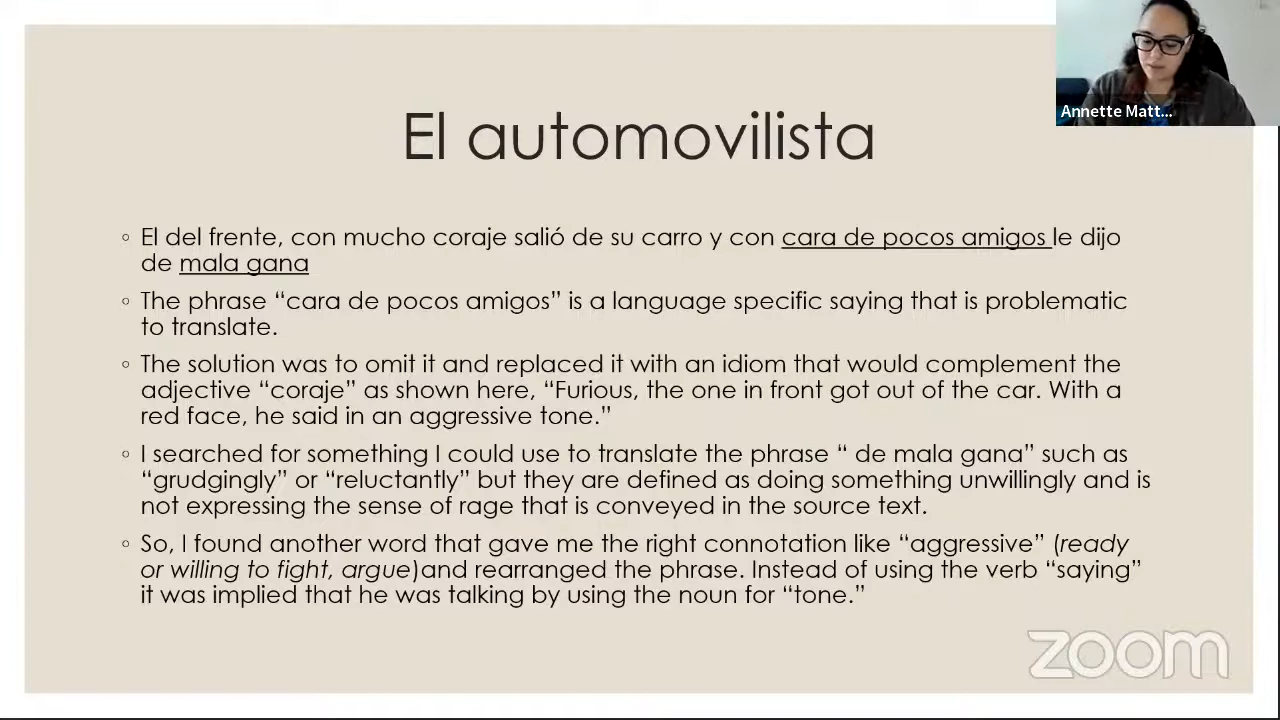 Annette Matt...
El automovilista
◦ El del frente, con mucho coraje salió de su carro y con cara de pocos amigos le dijo
de mala gana
◦ The phrase “cara de pocos amigos” is a language specific saying that is problematic
to translate.
◦ The solution was to omit it and replaced it with an idiom that would complement the
adjective “coraje” as shown here, “Furious, the one in front got out of the car. With a
red face, he said in an aggressive tone.”
◦ I searched for something I could use to translate the phrase “ de mala gana” such as
“grudgingly” or “reluctantly” but they are defined as doing something unwillingly and is
not expressing the sense of rage that is conveyed in the source text.
◦ So, I found another word that gave me the right connotation like “aggressive” (ready
or willing to fight, argue)and rearranged the phrase. Instead of using the verb “saying”
it was implied that he was talking by using the noun for “tone.”
zoom